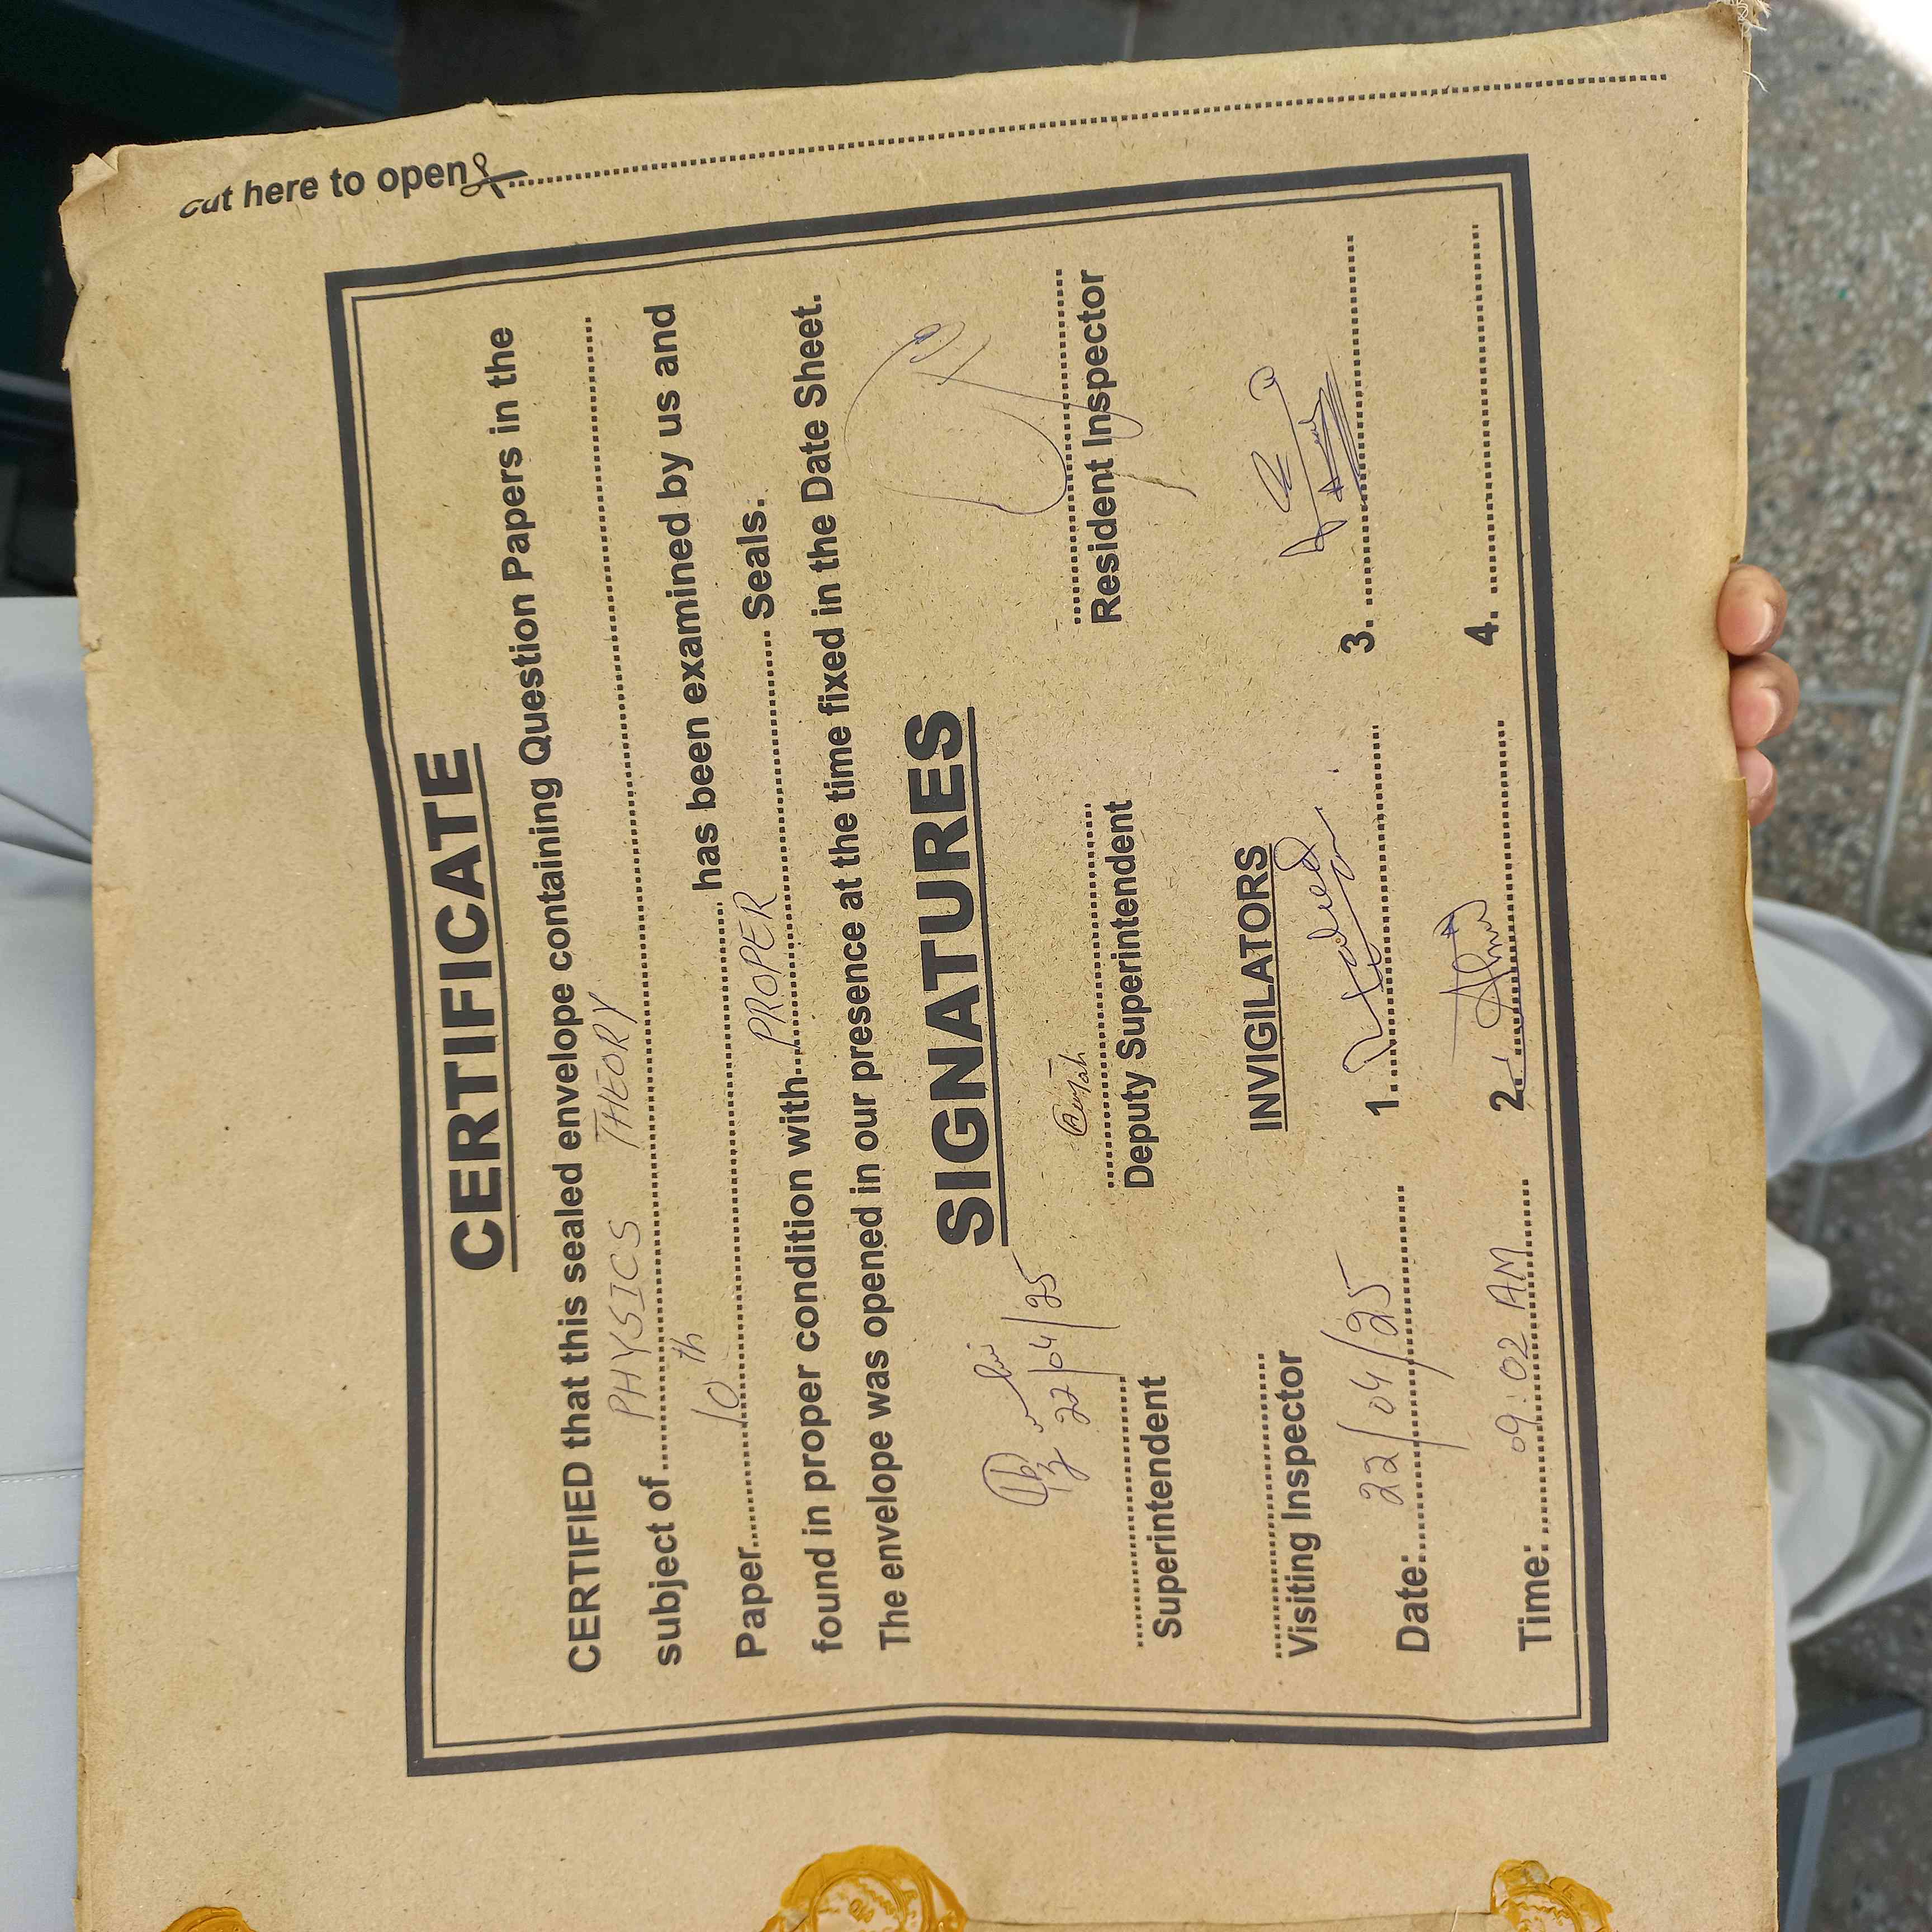 cut here to open
CERTIFICATE
CERTIFIED that this sealed envelope containing Question Papers in the
subject of PHYSICS THEORY
Paper 10th has been examined by us and
found in proper condition with PROPER Seals.
The envelope was opened in our presence at the time fixed in the Date Sheet.
SIGNATURES
22/04/25
Superintendent
Deputy Superintendent
Resident Inspector
INVIGILATORS
Visiting Inspector
Date: 22/04/25
1.
3.
Time: 09:02 AM
2.
4.